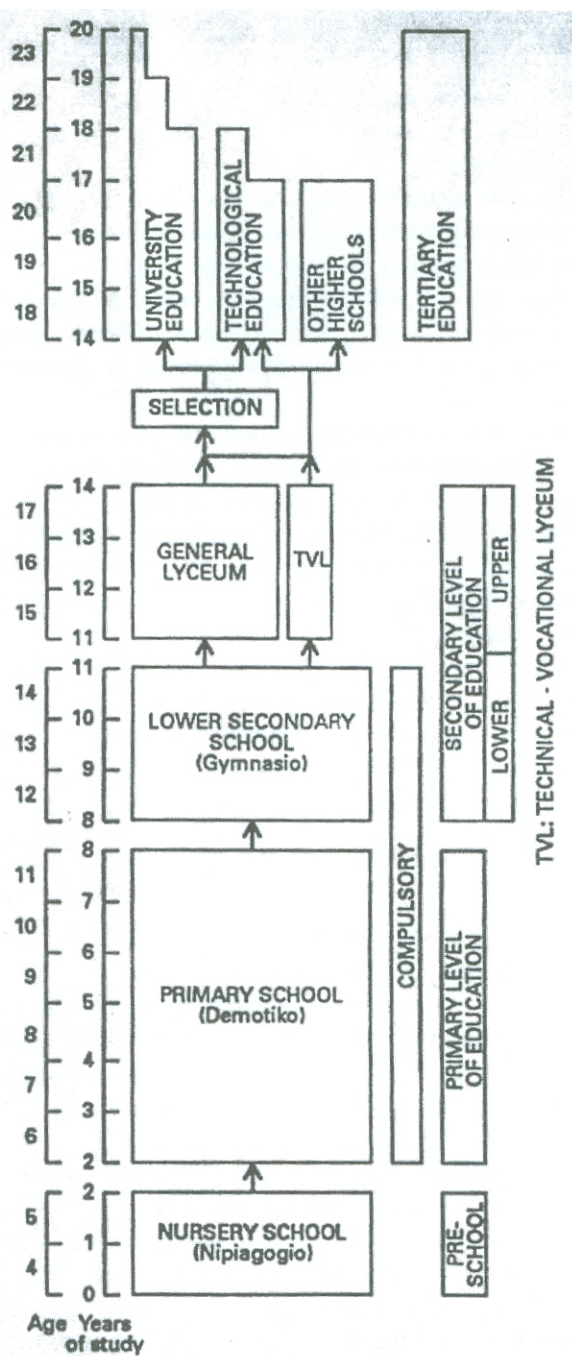 23
22
21
20
19
18
20
19
18
17
16
15
14
UNIVERSITY
EDUCATION
TECHNOLOGICAL
EDUCATION
OTHER
HIGHER
SCHOOLS
TERTIARY
EDUCATION
SELECTION
17
16
15
14
13
12
11
GENERAL
LYCEUM
TVL
SECONDARY LEVEL
OF EDUCATION
UPPER
LOWER
TVL: TECHNICAL - VOCATIONAL LYCEUM
14
13
12
11
10
9
8
LOWER SECONDARY
SCHOOL
(Gymnasio)
COMPULSORY
11
10
9
8
7
6
8
7
6
5
4
3
2
PRIMARY SCHOOL
(Demotiko)
PRIMARY LEVEL
OF EDUCATION
5
4
2
1
0
NURSERY SCHOOL
(Nipiagogio)
PRE-
SCHOOL
Age Years
of study